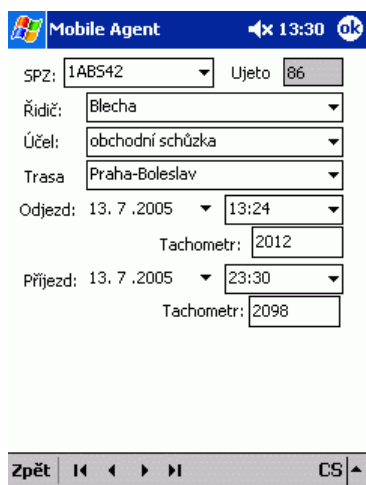 Mobile Agent 13:30 ok
SPZ: 1AB542 Ujeto 86
Řidič: Blecha
Účel: obchodní schůzka
Trasa Praha-Boleslav
Odjezd: 13. 7 .2005 13:24
Tachometr: 2012
Příjezd: 13. 7 .2005 23:30
Tachometr: 2098
Zpět CS